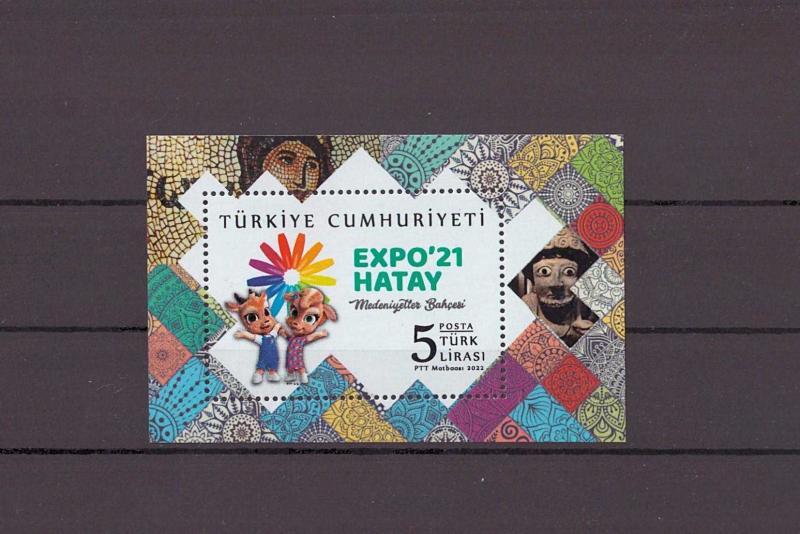 TÜRKİYE CUMHURİYETİ
EXPO'21
HATAY
Medeniyetler Bahçesi
5 POSTA
TÜRK
LİRASI
PTT Matbaası 2022